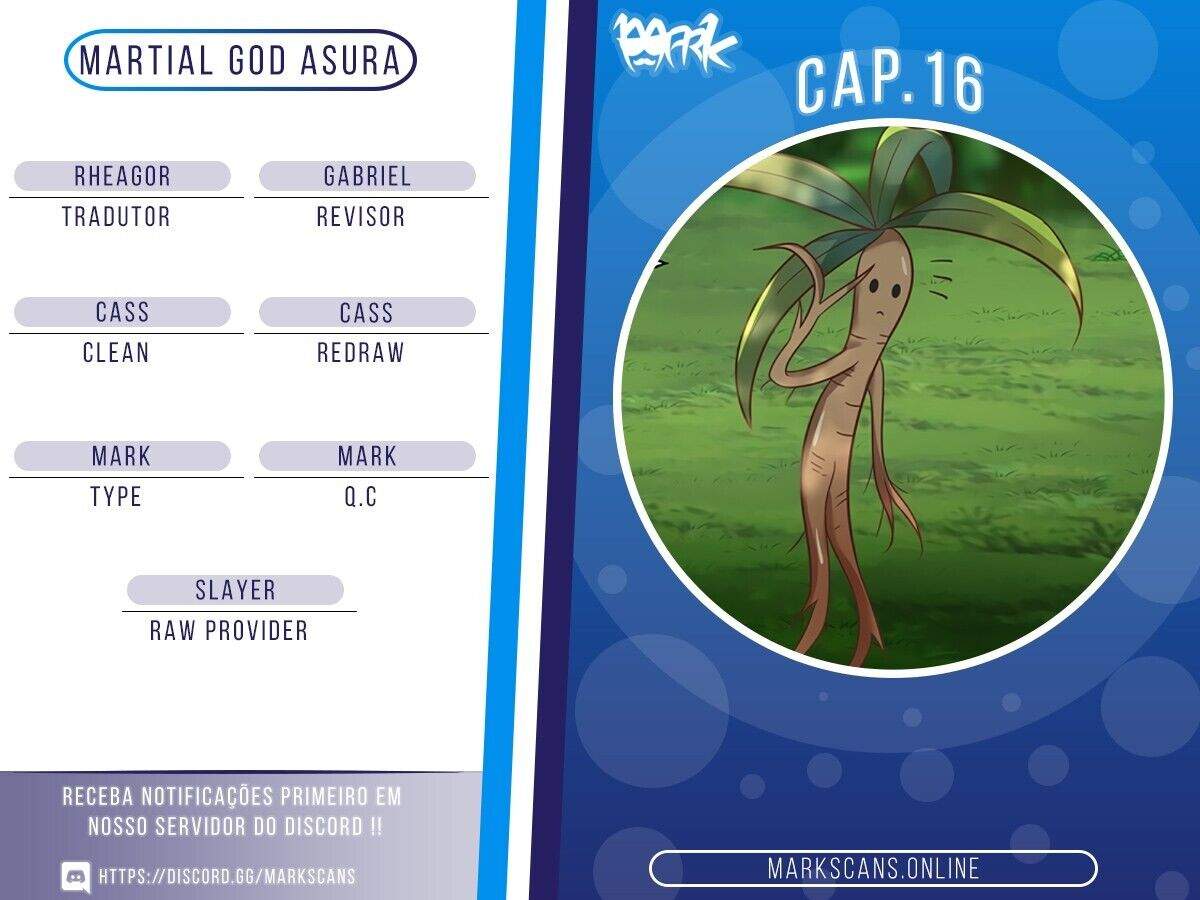 MARTIAL GOD ASURA
RHEAGOR
TRADUTOR
GABRIEL
REVISOR
CASS
CLEAN
CASS
REDRAW
MARK
TYPE
MARK
Q.C
SLAYER
RAW PROVIDER
RECEBA NOTIFICAÇÕES PRIMEIRO EM
NOSSO SERVIDOR DO DISCORD !!
HTTPS://DISCORD.GG/MARKSCANS
CAP.16
MARKSCANS.ONLINE